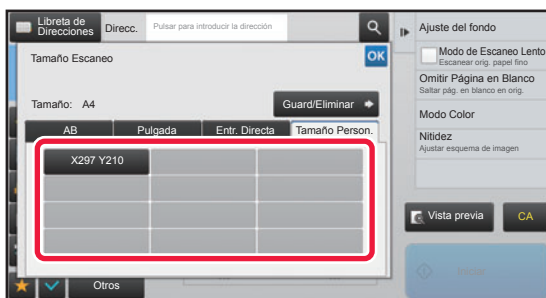 Libreta de
Direcciones
Direcc.
Pulsar para introducir la dirección
Tamaño Escaneo
OK
Tamaño: A4
Guard/Eliminar
AB
Pulgada
Entr. Directa
Tamaño Person.
X297 Y210
Otros
Ajuste del fondo
Modo de Escaneo Lento
Escanear orig. papel fino
Omitir Página en Blanco
Saltar pág. en blanco en orig.
Modo Color
Nitidez
Ajustar esquema de imagen
Vista previa
CA